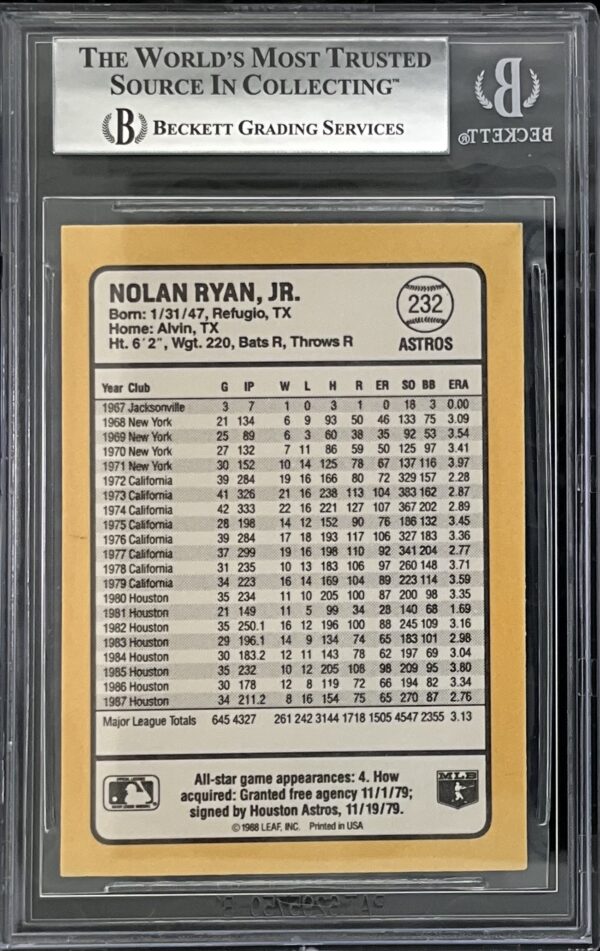 THE WORLD'S MOST TRUSTED
SOURCE IN COLLECTING™
B BECKETT GRADING SERVICES
B
BECKETT®
NOLAN RYAN, JR.
Born: 1/31/47, Refugio, TX
Home: Alvin, TX
Ht. 6'2", Wgt. 220, Bats R, Throws R
232
ASTROS
Year Club G IP W L H R ER SO BB ERA
1967 Jacksonville 3 7 1 0 3 1 0 18 3 0.00
1968 New York 21 134 6 9 93 50 46 133 75 3.09
1969 New York 25 89 6 3 60 38 35 92 53 3.54
1970 New York 27 132 7 11 86 59 50 125 97 3.41
1971 New York 30 152 10 14 125 78 67 137 116 3.97
1972 California 39 284 19 16 166 80 72 329 157 2.28
1973 California 41 326 21 16 238 113 104 383 162 2.87
1974 California 42 333 22 16 221 127 107 367 202 2.89
1975 California 28 198 14 12 152 90 76 186 132 3.45
1976 California 39 284 17 18 193 117 106 327 183 3.36
1977 California 37 299 19 16 198 110 92 341 204 2.77
1978 California 31 235 10 13 183 106 97 260 148 3.71
1979 California 34 223 16 14 169 104 89 223 114 3.59
1980 Houston 35 234 11 10 205 100 87 200 98 3.35
1981 Houston 21 149 11 5 99 34 28 140 68 1.69
1982 Houston 35 250.1 16 12 196 100 88 245 109 3.16
1983 Houston 29 196.1 14 9 134 74 65 183 101 2.98
1984 Houston 30 183.2 12 11 143 78 62 197 69 3.04
1985 Houston 35 232 10 12 205 108 98 209 95 3.80
1986 Houston 30 178 12 8 119 72 66 194 82 3.34
1987 Houston 34 211.2 8 16 154 75 65 270 87 2.76
Major League Totals 645 4327 261 242 3144 1718 1505 4547 2355 3.13
All-star game appearances: 4. How
acquired: Granted free agency 11/1/79;
signed by Houston Astros, 11/19/79.
© 1988 LEAF, INC. Printed in USA
MLB